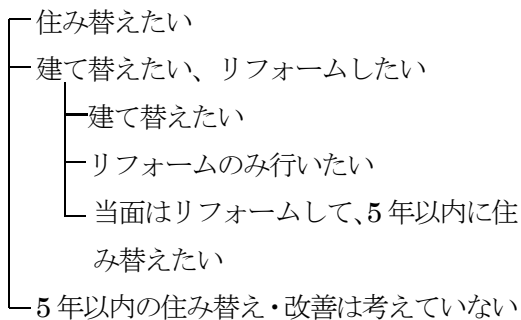 住み替えたい
建て替えたい、リフォームしたい
建て替えたい
リフォームのみ行いたい
当面はリフォームして、5年以内に住
み替えたい
5年以内の住み替え・改善は考えていない